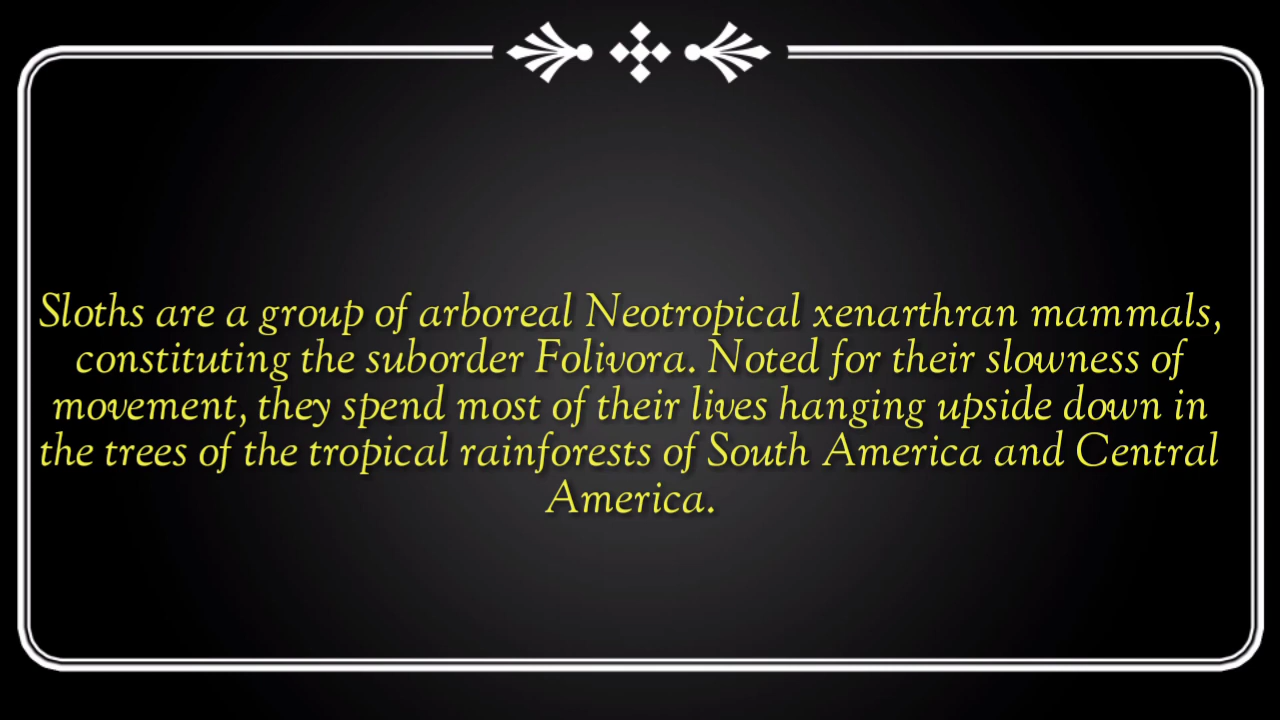 Sloths are a group of arboreal Neotropical xenarthran mammals,
constituting the suborder Folivora. Noted for their slowness of
movement, they spend most of their lives hanging upside down in
the trees of the tropical rainforests of South America and Central
America.